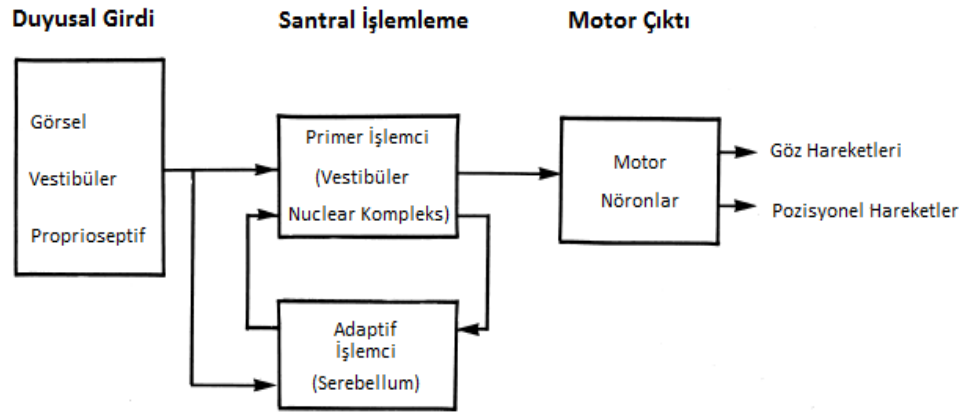 Duyusal Girdi
Santral İşlemleme
Motor Çıktı
Görsel
Vestibüler
Proprioseptif
Primer İşlemci
(Vestibüler
Nuclear Kompleks)
Adaptif
İşlemci
(Serebellum)
Motor
Nöronlar
Göz Hareketleri
Pozisyonel Hareketler